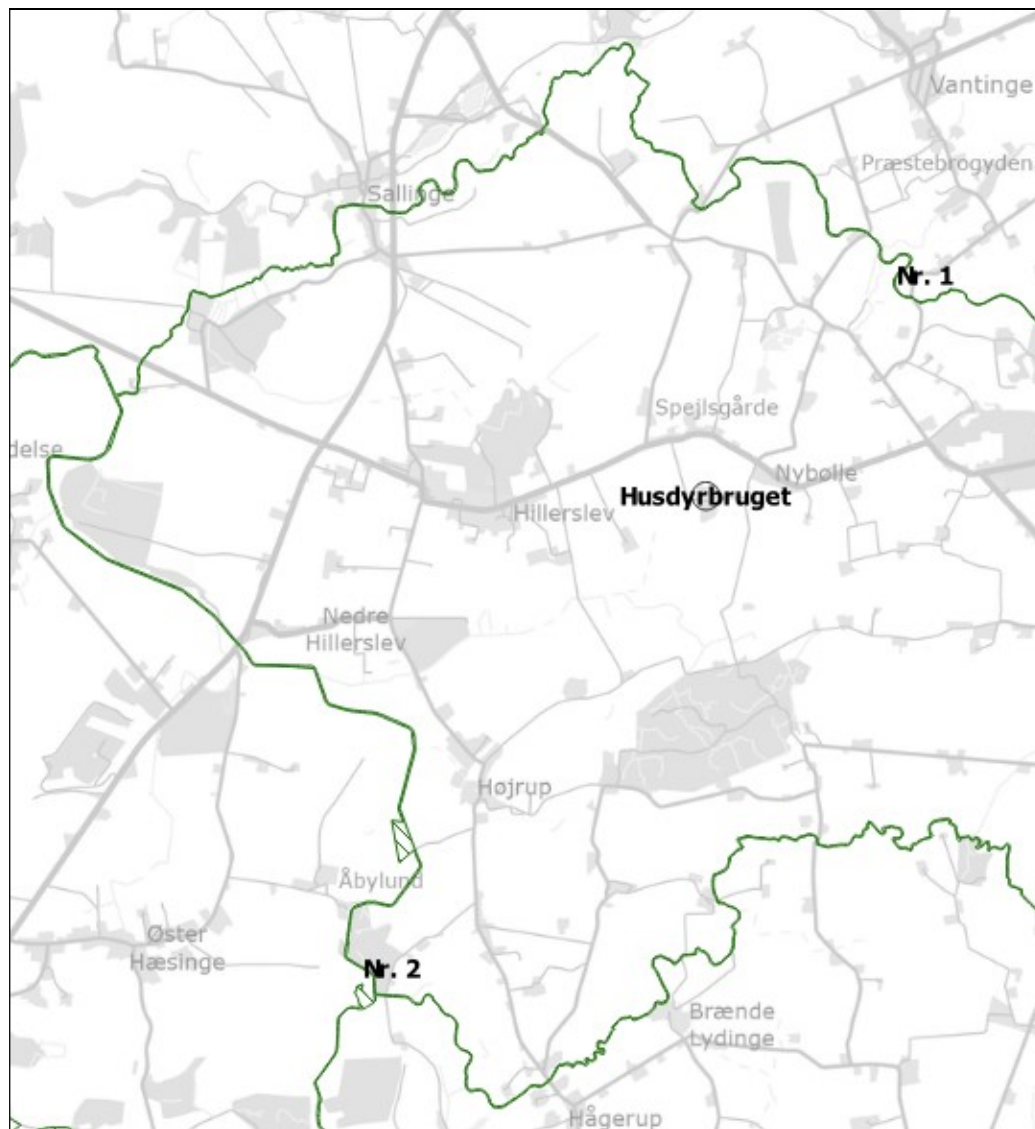 Vantinge
Præstebrogyden
Sallinge
Nr. 1
Spejlsgårde
delse
Nybølle
Husdyrbruget
Hillerslev
Nedre
Hillerslev
Højrup
Åbylund
Øster
Hæsinge
Nr. 2
Brænde
Lydinge
Hågerup